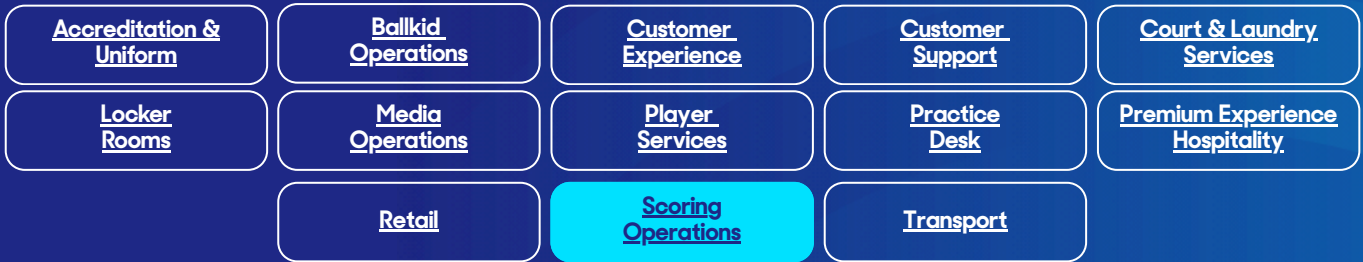 Accreditation &
Uniform
Ballkid
Operations
Customer
Experience
Customer
Support
Court & Laundry
Services
Locker
Rooms
Media
Operations
Player
Services
Practice
Desk
Premium Experience
Hospitality
Retail
Scoring
Operations
Transport